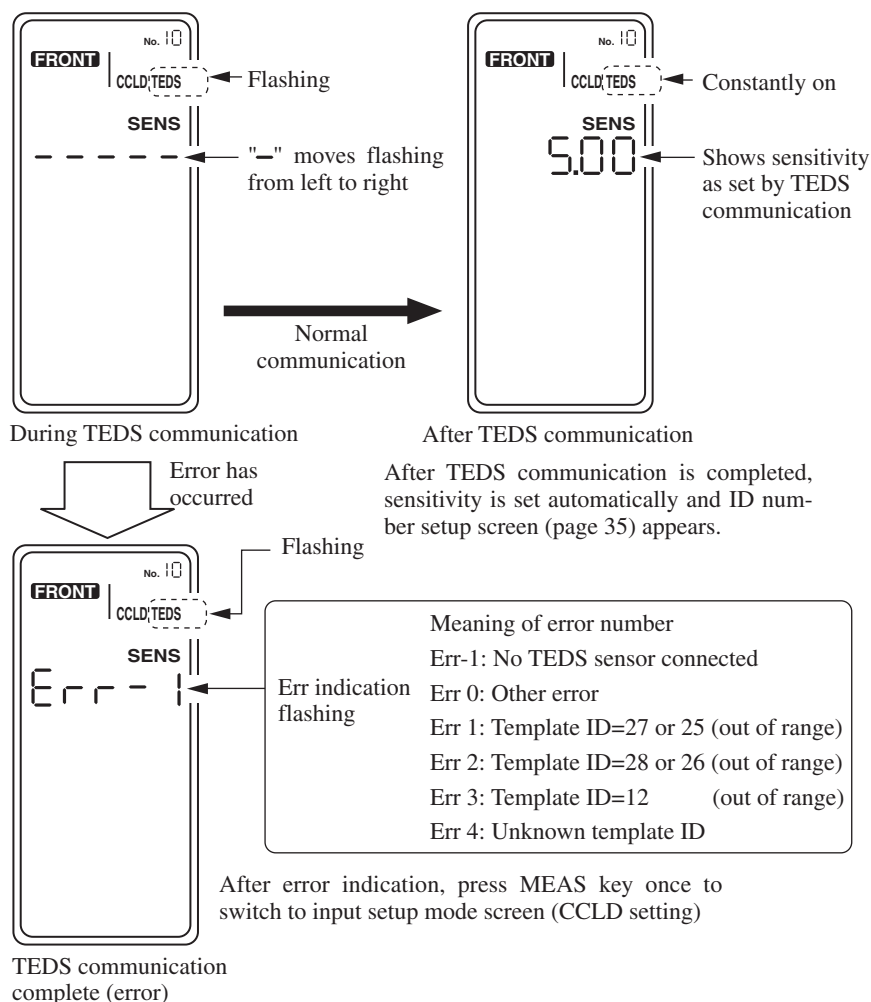 No. 10
FRONT
CCLD TEDS
Flashing
SENS
- - - - -
"–" moves flashing
from left to right
During TEDS communication
Normal
communication
No. 10
FRONT
CCLD TEDS
Constantly on
SENS
5.00
Shows sensitivity
as set by TEDS
communication
After TEDS communication
After TEDS communication is completed,
sensitivity is set automatically and ID num-
ber setup screen (page 35) appears.
Error has
occurred
No. 10
FRONT
CCLD TEDS
Flashing
SENS
Err-1
Err indication
flashing
Meaning of error number
Err-1: No TEDS sensor connected
Err 0: Other error
Err 1: Template ID=27 or 25 (out of range)
Err 2: Template ID=28 or 26 (out of range)
Err 3: Template ID=12 (out of range)
Err 4: Unknown template ID
After error indication, press MEAS key once to
switch to input setup mode screen (CCLD setting)
TEDS communication
complete (error)